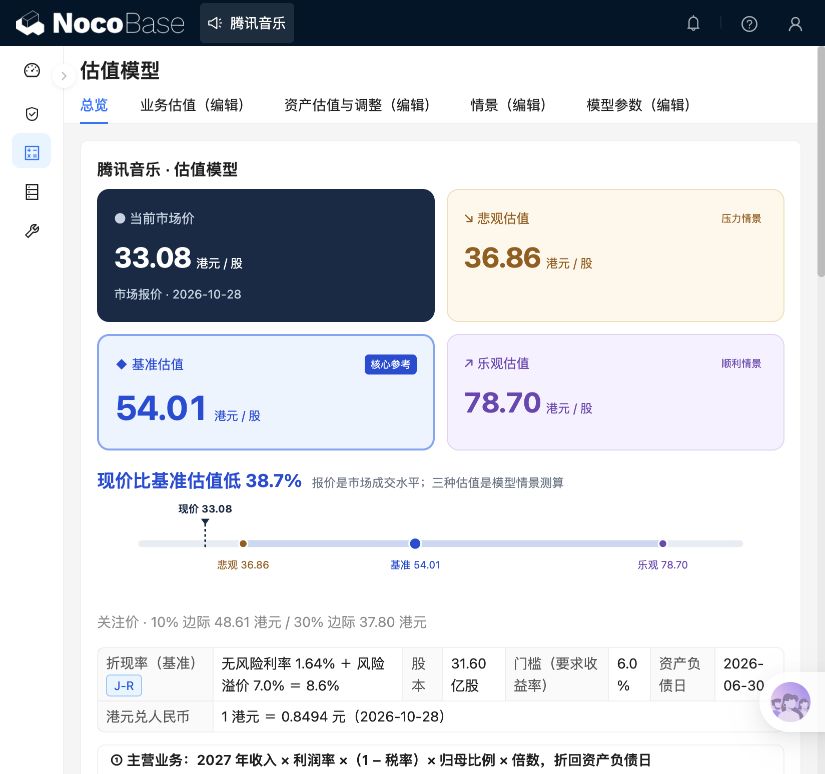 NocoBase
腾讯音乐
估值模型
总览
业务估值（编辑）
资产估值与调整（编辑）
情景（编辑）
模型参数（编辑）
腾讯音乐 · 估值模型
当前市场价
33.08 港元 / 股
市场报价 · 2026-10-28
悲观估值
压力情景
36.86 港元 / 股
基准估值
核心参考
54.01 港元 / 股
乐观估值
顺利情景
78.70 港元 / 股
现价比基准估值低 38.7% 报价是市场成交水平；三种估值是模型情景测算
现价 33.08
悲观 36.86
基准 54.01
乐观 78.70
关注价 · 10% 边际 48.61 港元 / 30% 边际 37.80 港元
折现率（基准）
J-R
无风险利率 1.64% ＋ 风险
溢价 7.0% ＝ 8.6%
股
本
31.60
亿股
门槛（要求收
益率）
6.0
%
资产负
债日
2026-
06-30
港元兑人民币
1 港元 ＝ 0.8494 元（2026-10-28）
① 主营业务：2027 年收入 × 利润率 ×（1 − 税率）× 归母比例 × 倍数，折回资产负债日